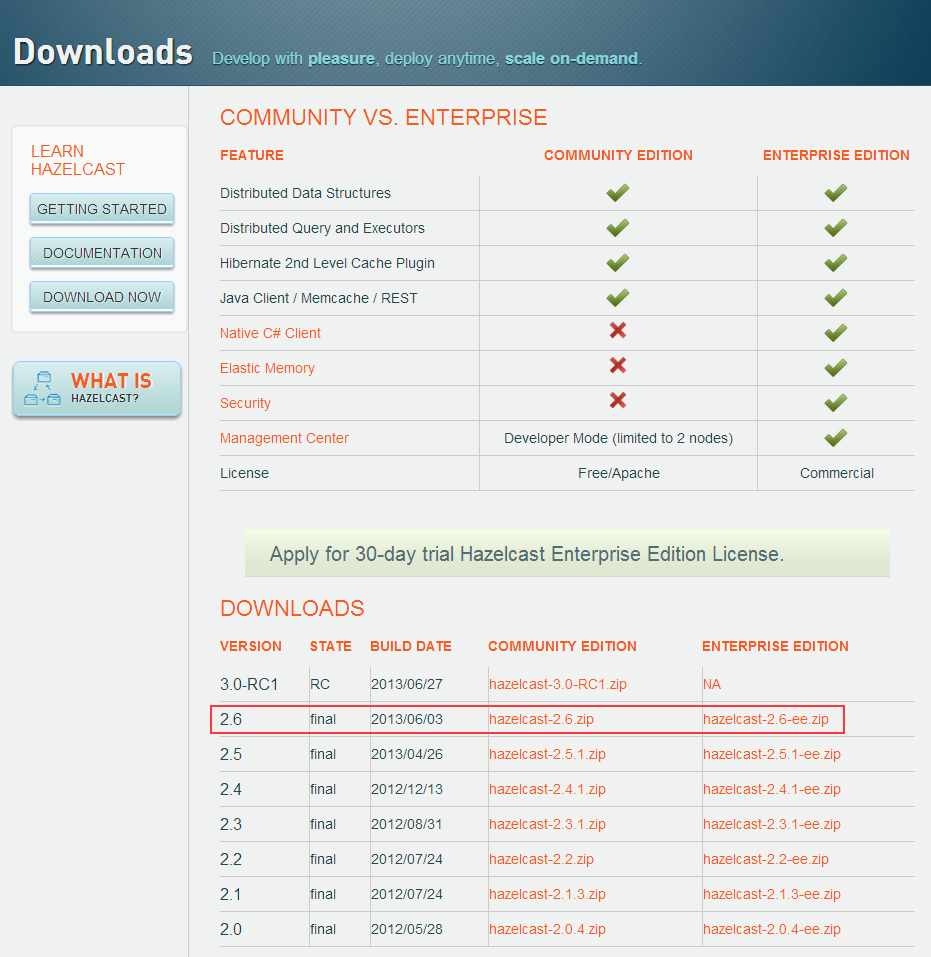 Downloads Develop with pleasure, deploy anytime, scale on-demand.
LEARN
HAZELCAST
GETTING STARTED
DOCUMENTATION
DOWNLOAD NOW
WHAT IS
HAZELCAST?
COMMUNITY VS. ENTERPRISE
FEATURE COMMUNITY EDITION ENTERPRISE EDITION
Distributed Data Structures
Distributed Query and Executors
Hibernate 2nd Level Cache Plugin
Java Client / Memcache / REST
Native C# Client
Elastic Memory
Security
Management Center Developer Mode (limited to 2 nodes)
License Free/Apache Commercial
Apply for 30-day trial Hazelcast Enterprise Edition License.
DOWNLOADS
VERSION STATE BUILD DATE COMMUNITY EDITION ENTERPRISE EDITION
3.0-RC1 RC 2013/06/27 hazelcast-3.0-RC1.zip NA
2.6 final 2013/06/03 hazelcast-2.6.zip hazelcast-2.6-ee.zip
2.5 final 2013/04/26 hazelcast-2.5.1.zip hazelcast-2.5.1-ee.zip
2.4 final 2012/12/13 hazelcast-2.4.1.zip hazelcast-2.4.1-ee.zip
2.3 final 2012/08/31 hazelcast-2.3.1.zip hazelcast-2.3.1-ee.zip
2.2 final 2012/07/24 hazelcast-2.2.zip hazelcast-2.2-ee.zip
2.1 final 2012/07/24 hazelcast-2.1.3.zip hazelcast-2.1.3-ee.zip
2.0 final 2012/05/28 hazelcast-2.0.4.zip hazelcast-2.0.4-ee.zip